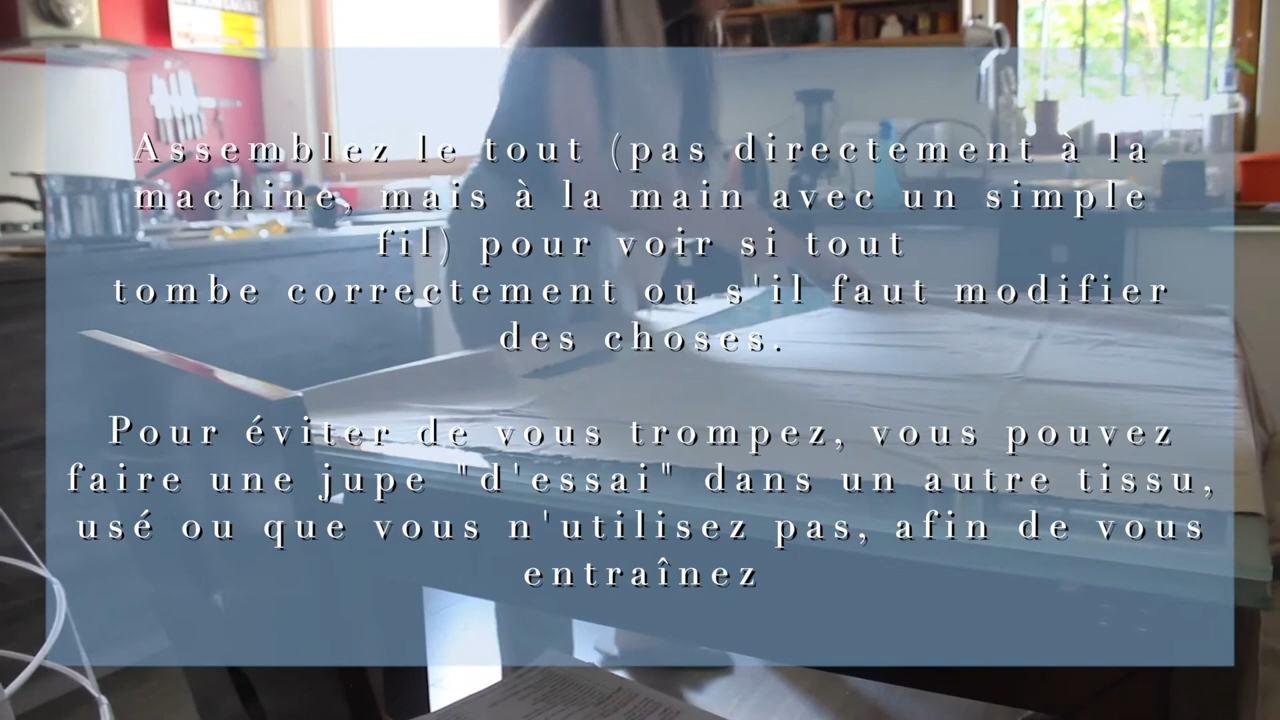 Assemblez le tout (pas directement à la
machine, mais à la main avec un simple
fil) pour voir si tout
tombe correctement ou s'il faut modifier
des choses.
Pour éviter de vous trompez, vous pouvez
faire une jupe "d'essai" dans un autre tissu,
usé ou que vous n'utilisez pas, afin de vous
entraînez